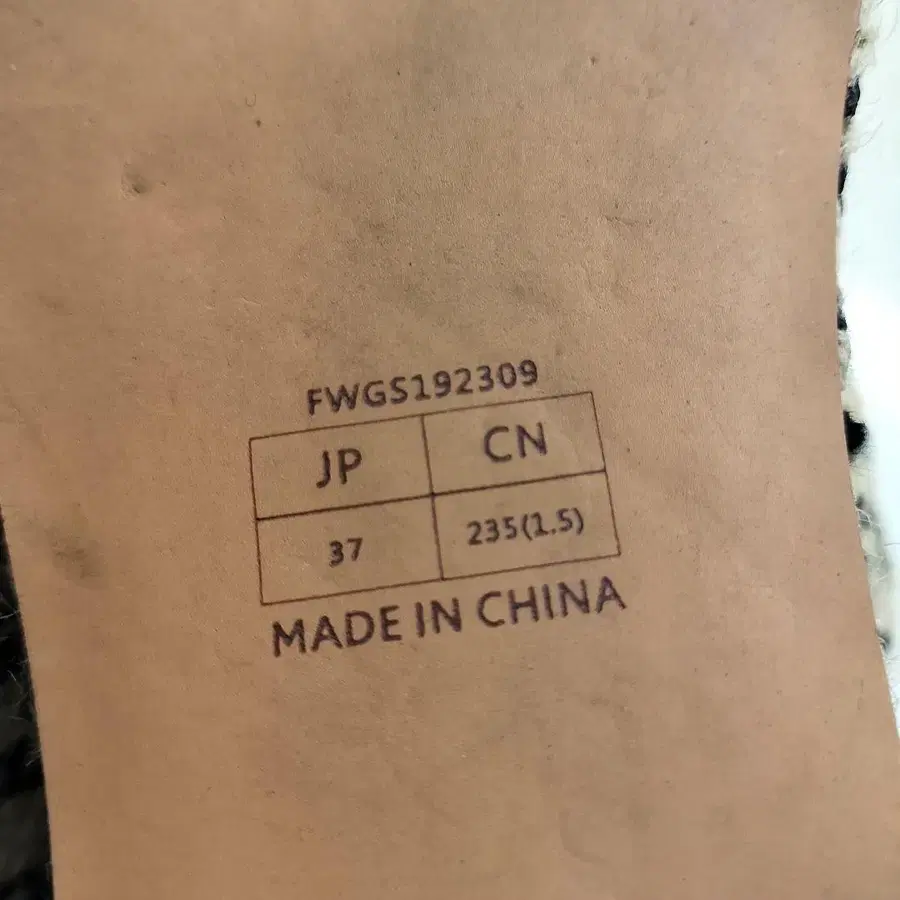 FWGS192309
JP CN
37 235(1.5)
MADE IN CHINA